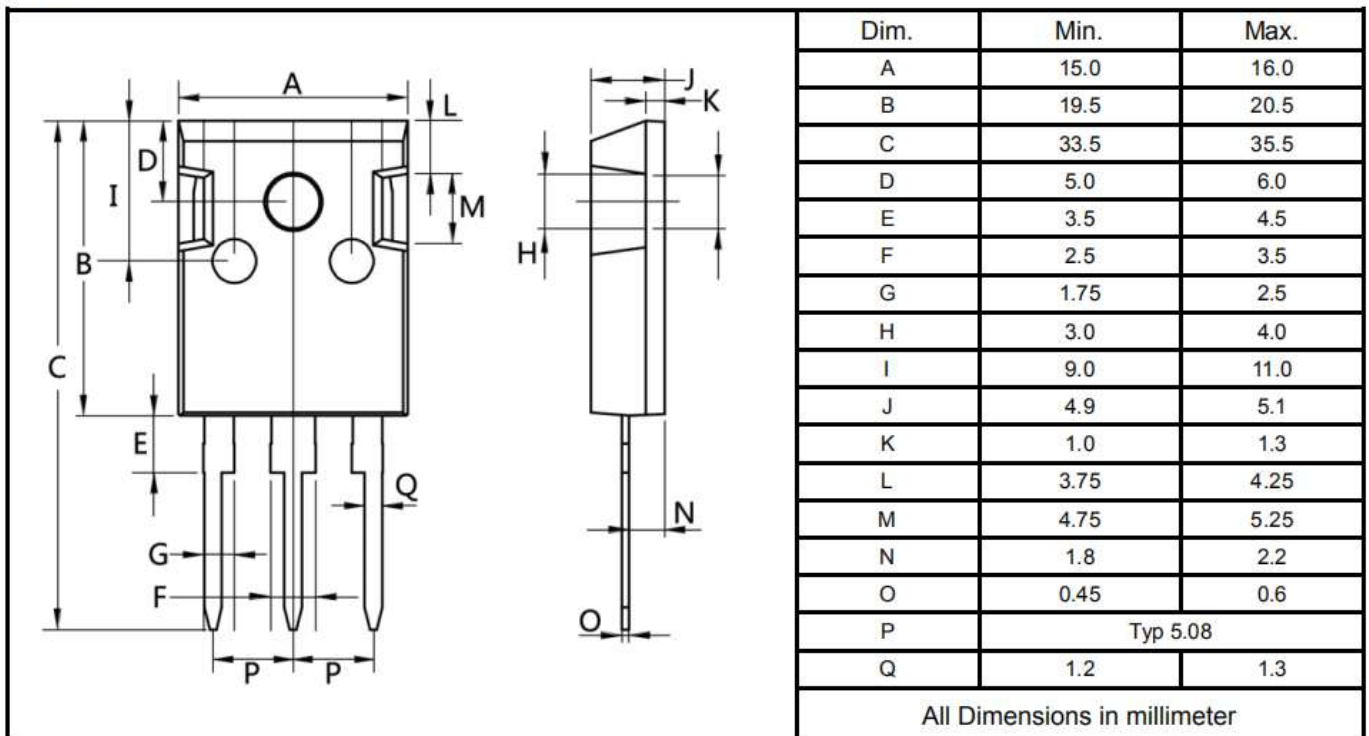 A
L
D
I
M
B
C
E
Q
G
F
P P
J
K
H
N
O
Dim. Min. Max.
A 15.0 16.0
B 19.5 20.5
C 33.5 35.5
D 5.0 6.0
E 3.5 4.5
F 2.5 3.5
G 1.75 2.5
H 3.0 4.0
I 9.0 11.0
J 4.9 5.1
K 1.0 1.3
L 3.75 4.25
M 4.75 5.25
N 1.8 2.2
O 0.45 0.6
P Typ 5.08
Q 1.2 1.3
All Dimensions in millimeter